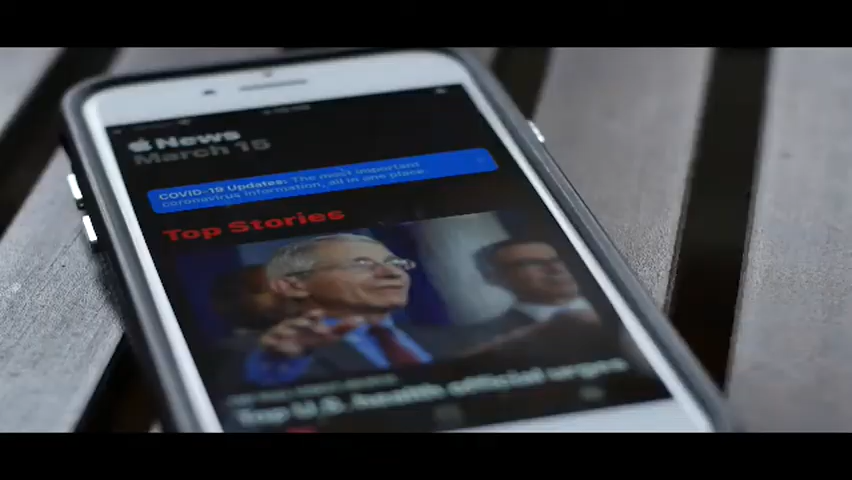 News
March 15
COVID-19 Updates: The most important
coronavirus information, all in one place.
Top Stories
Top U.S. health official urges